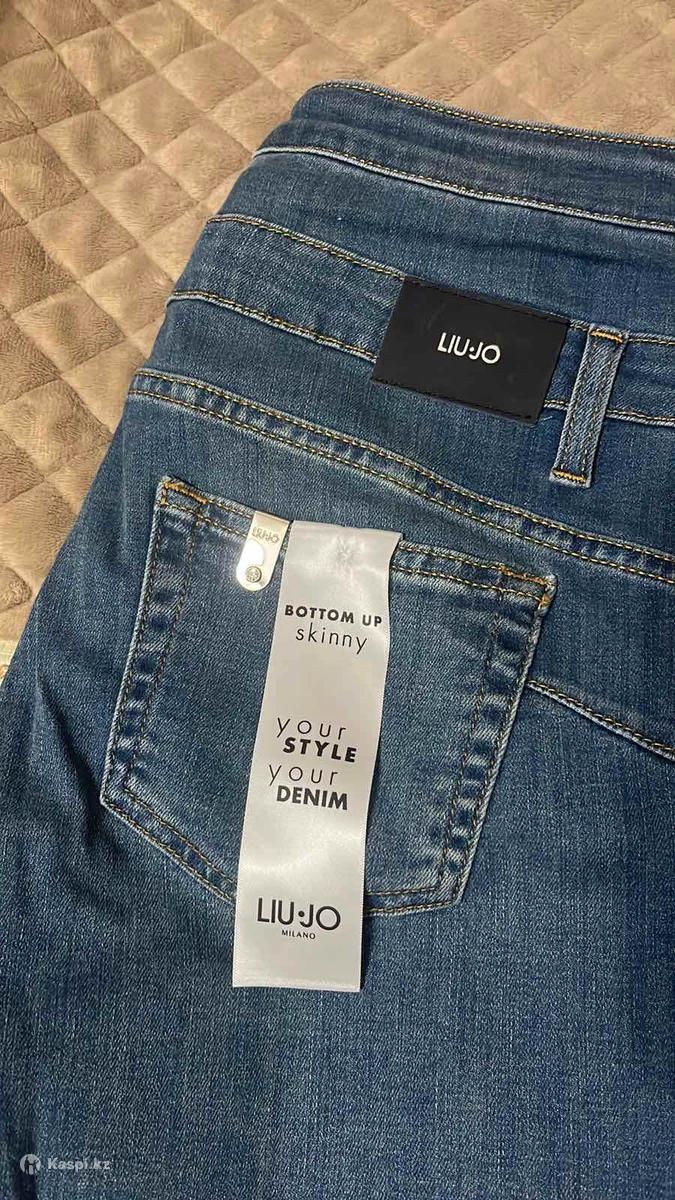 LIU·JO
LIU·JO
BOTTOM UP
skinny
your
STYLE
your
DENIM
LIU·JO
MILANO
Kaspi.kz